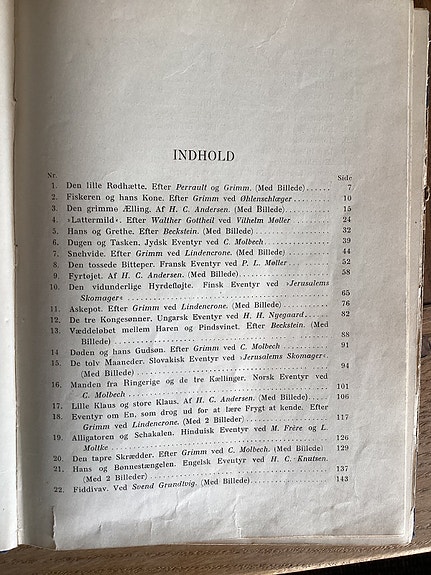 INDHOLD
Nr. Side
1. Den lille Rødhætte. Efter Perrault og Grimm. (Med Billede) ...... 7
2. Fiskeren og hans Kone. Efter Grimm ved Øhlenschlæger ........ 10
3. Den grimme Ælling. Af H. C. Andersen. (Med Billede) ......... 15
4. »Lattermild«. Efter Walther Gottheil ved Vilhelm Møller ....... 24
5. Hans og Grethe. Efter Beckstein. (Med Billede) ............... 32
6. Dugen og Tasken. Jydsk Eventyr ved C. Molbech .............. 39
7. Snehvide. Efter Grimm ved Lindencrone. (Med Billede) ......... 44
8. Den tossede Bitteper. Fransk Eventyr ved P. L. Møller ......... 52
9. Fyrtøjet. Af H. C. Andersen. (Med Billede) ................... 58
10. Den vidunderlige Hyrdefløjte. Finsk Eventyr ved »Jerusalems
Skomager« .................. 65
11. Askepot. Efter Grimm ved Lindencrone. (Med Billede) ......... 76
12. De tre Kongesønner. Ungarsk Eventyr ved H. H. Nyegaard ...... 82
13. Væddeløbet mellem Haren og Pindsvinet. Efter Beckstein. (Med
Billede) .................. 88
14 Døden og hans Gudsøn. Efter Grimm ved C. Molbech ......... 91
15. De tolv Maaneder. Slovakisk Eventyr ved »Jerusalems Skomager«.
(Med Billede) .................. 94
16. Manden fra Ringerige og de tre Kællinger. Norsk Eventyr ved
C. Molbech .................. 101
17. Lille Klaus og store Klaus. Af H. C. Andersen. (Med Billede) .... 106
18. Eventyr om En, som drog ud for at lære Frygt at kende. Efter
Grimm ved Lindencrone. (Med 2 Billeder) .......... 117
19. Alligatoren og Schakalen. Hinduisk Eventyr ved M. Frère og L.
Moltke .................. 126
20. Den tapre Skrædder. Efter Grimm ved C. Molbech. (Med Billede) 129
21. Hans og Bønnestængelen. Engelsk Eventyr ved H. C. Knutsen.
(Med 2 Billeder) .................. 137
22. Fiddivav. Ved Svend Grundtvig. (Med Billede) .................. 143